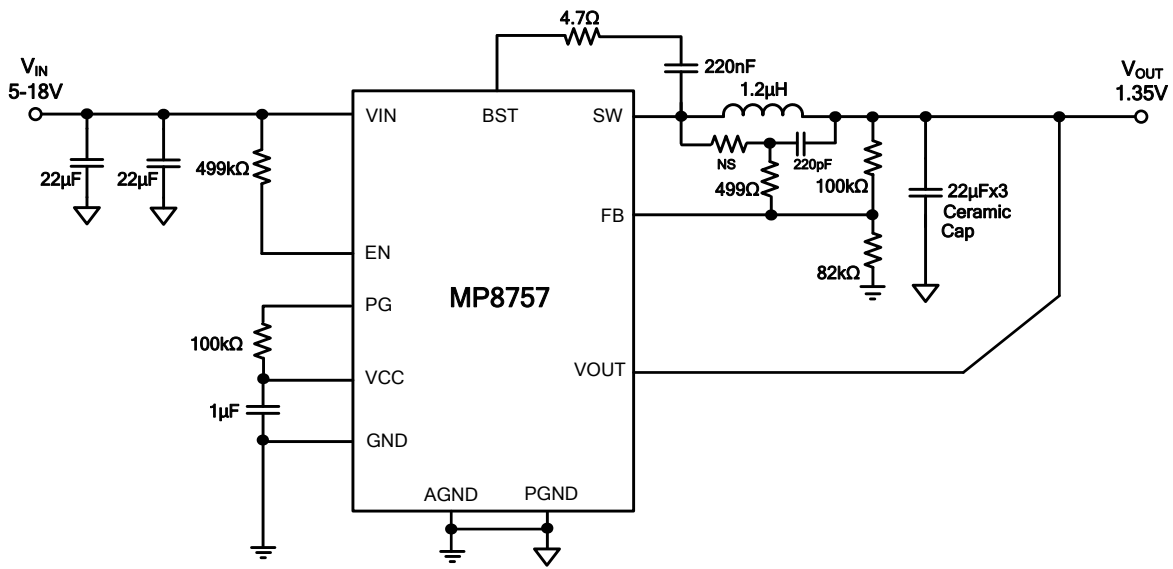 4.7Ω
V_IN
5-18V
220nF
1.2µH
V_OUT
1.35V
VIN
BST
SW
22µF
22µF
499kΩ
NS
220pF
499Ω
100kΩ
22µFx3
Ceramic
Cap
FB
EN
82kΩ
MP8757
PG
100kΩ
VOUT
VCC
1µF
GND
AGND
PGND